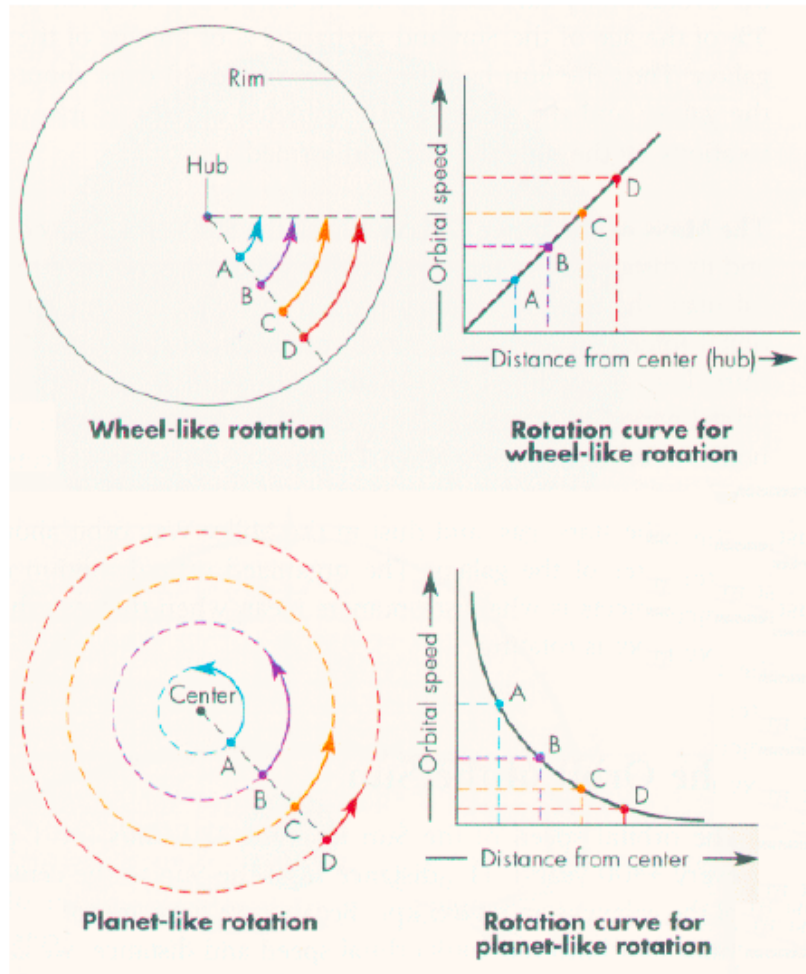 Rim
Hub
A
B
C
D
Wheel-like rotation
Orbital speed
A
B
C
D
Distance from center (hub)
Rotation curve for
wheel-like rotation
Center
A
B
C
D
Planet-like rotation
Orbital speed
A
B
C
D
Distance from center
Rotation curve for
planet-like rotation